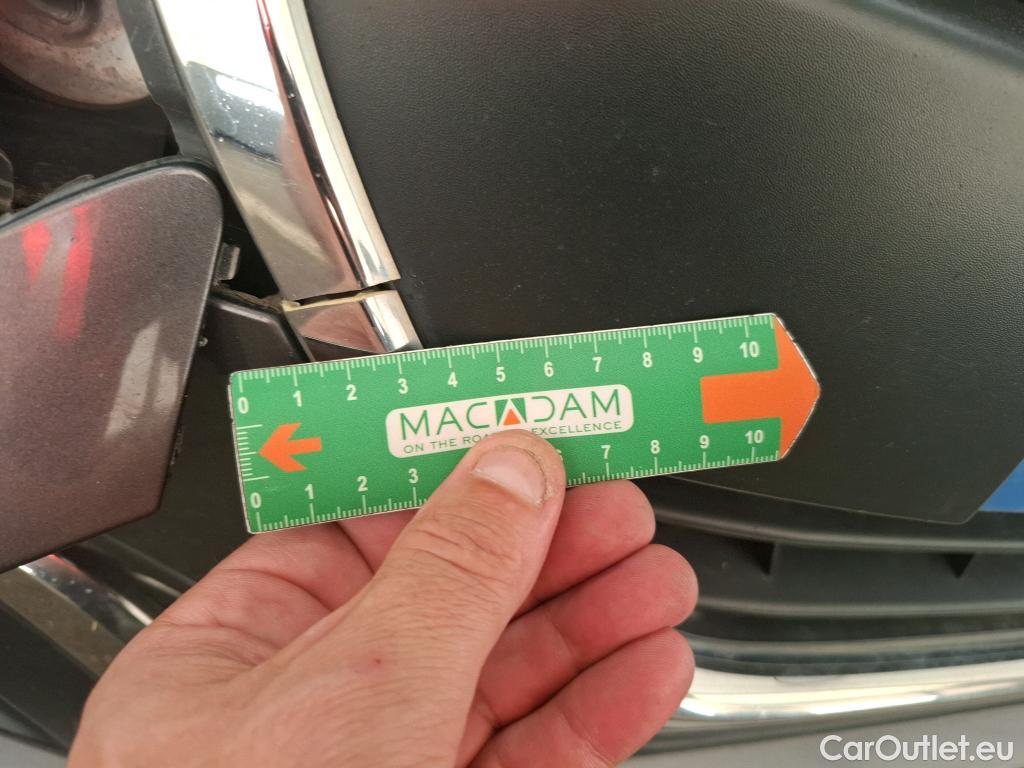 0 1 2 3 4 5 6 7 8 9 10
MACADAM
ON THE ROAD EXCELLENCE
0 1 2 3 7 8 9 10
CarOutlet.eu